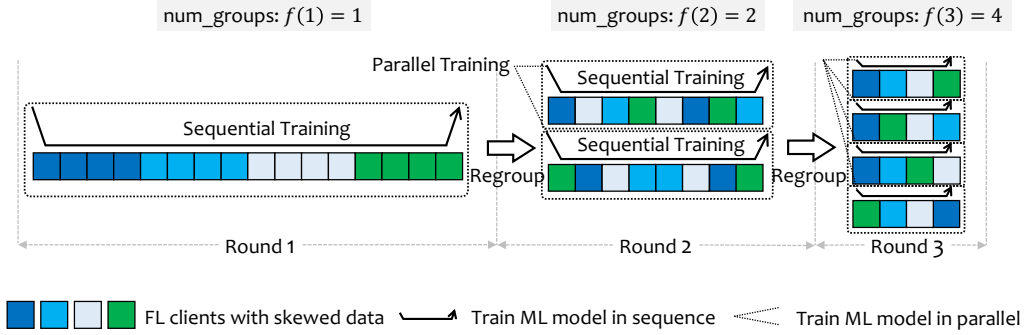 num_groups: f(1) = 1
num_groups: f(2) = 2
num_groups: f(3) = 4
Parallel Training
Sequential Training
Sequential Training
Sequential Training
Regroup
Regroup
Round 1
Round 2
Round 3
FL clients with skewed data
Train ML model in sequence
Train ML model in parallel